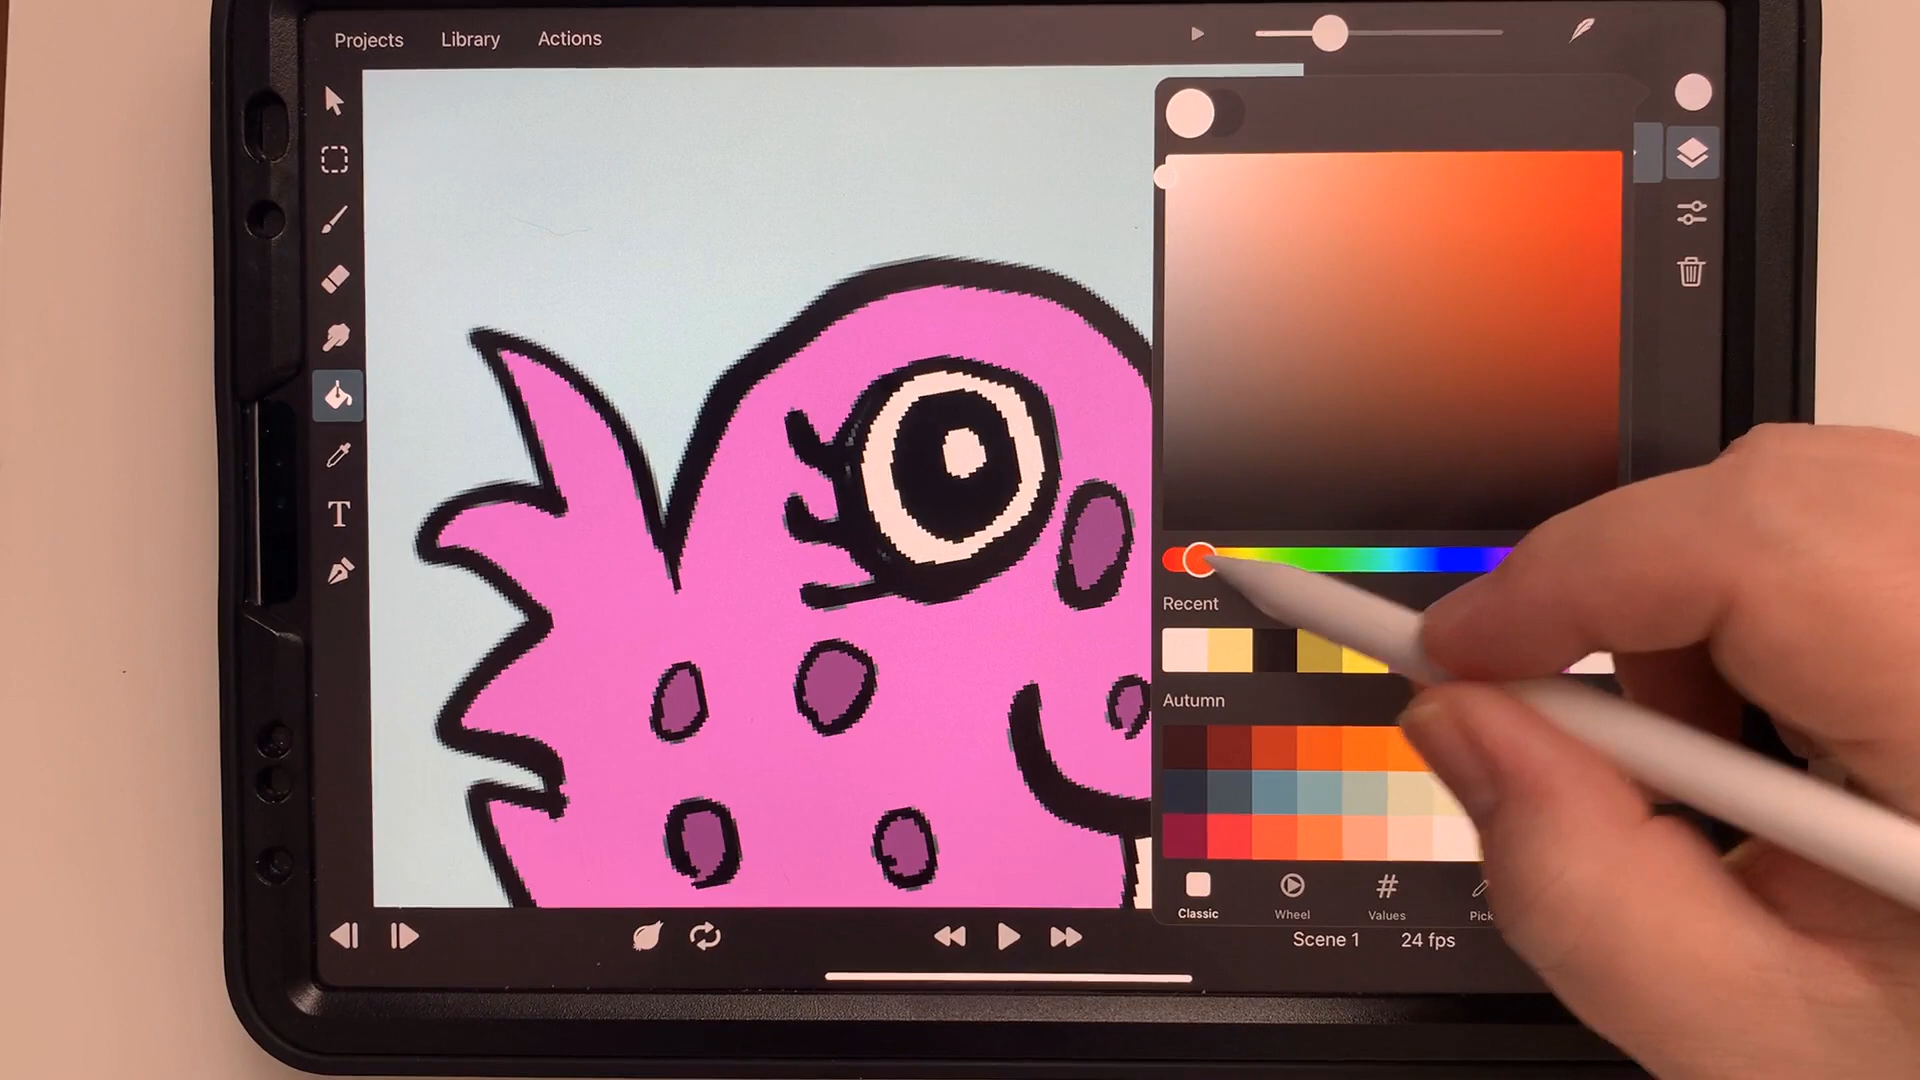 Projects Library Actions
T
Recent
Autumn
#
Classic Wheel Values Pick
Scene 1 24 fps